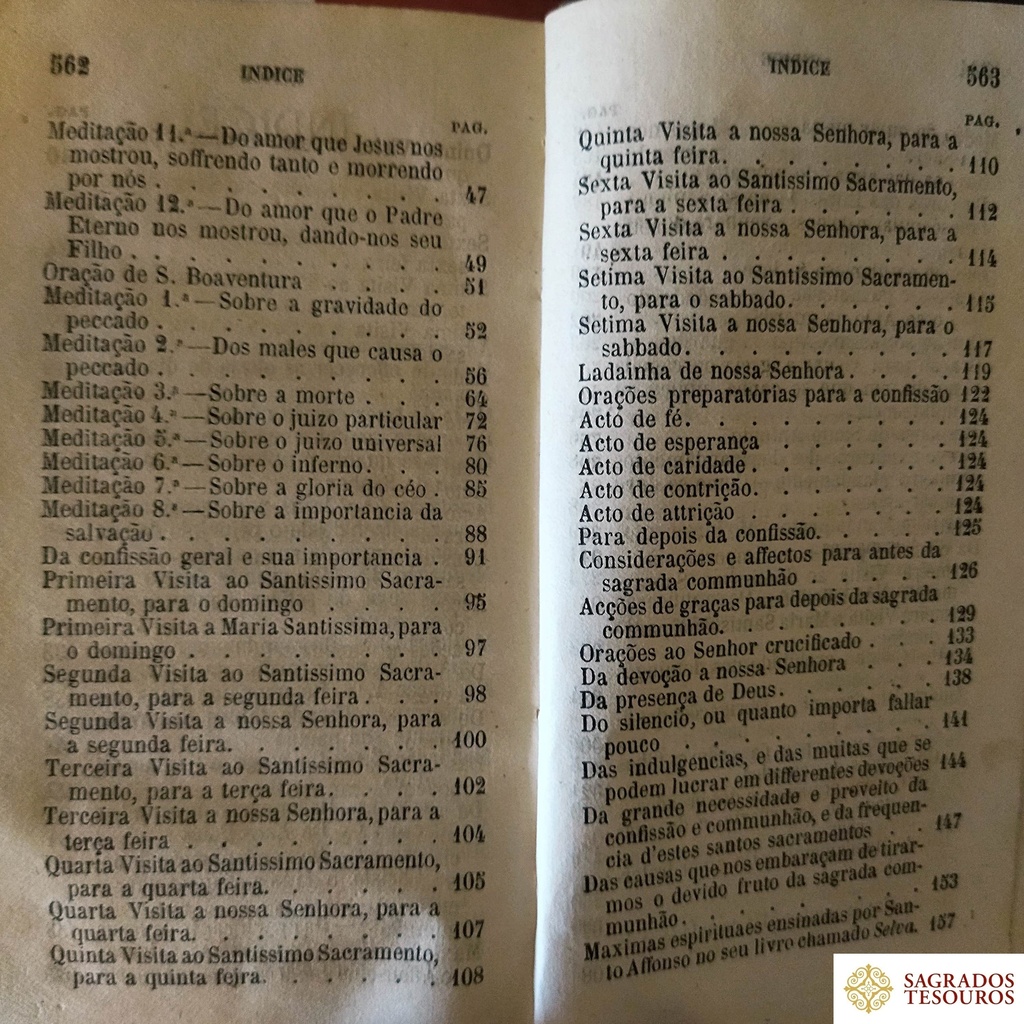 562
INDICE
PAG.
Meditação 11.ª—Do amor que Jesus nos
mostrou, soffrendo tanto e morrendo
por nós . . . . . . . . 47
Meditação 12.ª—Do amor que o Padre
Eterno nos mostrou, dando-nos seu
Filho . . . . . . . . . 49
Oração de S. Boaventura . . . . 51
Meditação 1.ª—Sobre a gravidade do
peccado . . . . . . . . 52
Meditação 2.ª—Dos males que causa o
peccado . . . . . . . . 56
Meditação 3.ª—Sobre a morte . . . 64
Meditação 4.ª—Sobre o juizo particular 72
Meditação 5.ª—Sobre o juizo universal 76
Meditação 6.ª—Sobre o inferno. . . 80
Meditação 7.ª—Sobre a gloria do céo . 85
Meditação 8.ª—Sobre a importancia da
salvação . . . . . . . . 88
Da confissão geral e sua importancia . 91
Primeira Visita ao Santissimo Sacra-
mento, para o domingo . . . . 95
Primeira Visita a Maria Santissima, para
o domingo . . . . . . . 97
Segunda Visita ao Santissimo Sacra-
mento, para a segunda feira . . . 98
Segunda Visita a nossa Senhora, para
a segunda feira. . . . . . . 100
Terceira Visita ao Santissimo Sacra-
mento, para a terça feira. . . . 102
Terceira Visita a nossa Senhora, para a
terça feira . . . . . . . 104
Quarta Visita ao Santissimo Sacramento,
para a quarta feira. . . . . . 105
Quarta Visita a nossa Senhora, para a
quarta feira. . . . . . . . 107
Quinta Visita ao Santissimo Sacramento,
para a quinta feira. . . . . . 108
INDICE
563
PAG.
Quinta Visita a nossa Senhora, para a
quinta feira. . . . . . . . 110
Sexta Visita ao Santissimo Sacramento,
para a sexta feira . . . . . . 112
Sexta Visita a nossa Senhora, para a
sexta feira . . . . . . . 114
Setima Visita ao Santissimo Sacramen-
to, para o sabbado. . . . . . 115
Setima Visita a nossa Senhora, para o
sabbado. . . . . . . . . 117
Ladainha de nossa Senhora. . . . 119
Orações preparatorias para a confissão 122
Acto de fé. . . . . . . . . 124
Acto de esperança . . . . . . 124
Acto de caridade . . . . . . . 124
Acto de contrição. . . . . . . 124
Acto de attrição . . . . . . . 124
Para depois da confissão. . . . . 125
Considerações e affectos para antes da
sagrada communhão . . . . . 126
Acções de graças para depois da sagrada
communhão. . . . . . . . 129
Orações ao Senhor crucificado . . . 133
Da devoção a nossa Senhora . . . 134
Da presença de Deus. . . . . . 138
Do silencio, ou quanto importa fallar
pouco . . . . . . . . . 141
Das indulgencias, e das muitas que se
podem lucrar em differentes devoções 144
Da grande necessidade e proveito da
confissão e communhão, e da frequen-
cia d'estes santos sacramentos . . 147
Das causas que nos embaraçam de tirar-
mos o devido fruto da sagrada com-
munhão. . . . . . . . . 153
Maximas espirituaes ensinadas por San-
to Affonso no seu livro chamado Selva. 157
SAGRADOS
TESOUROS